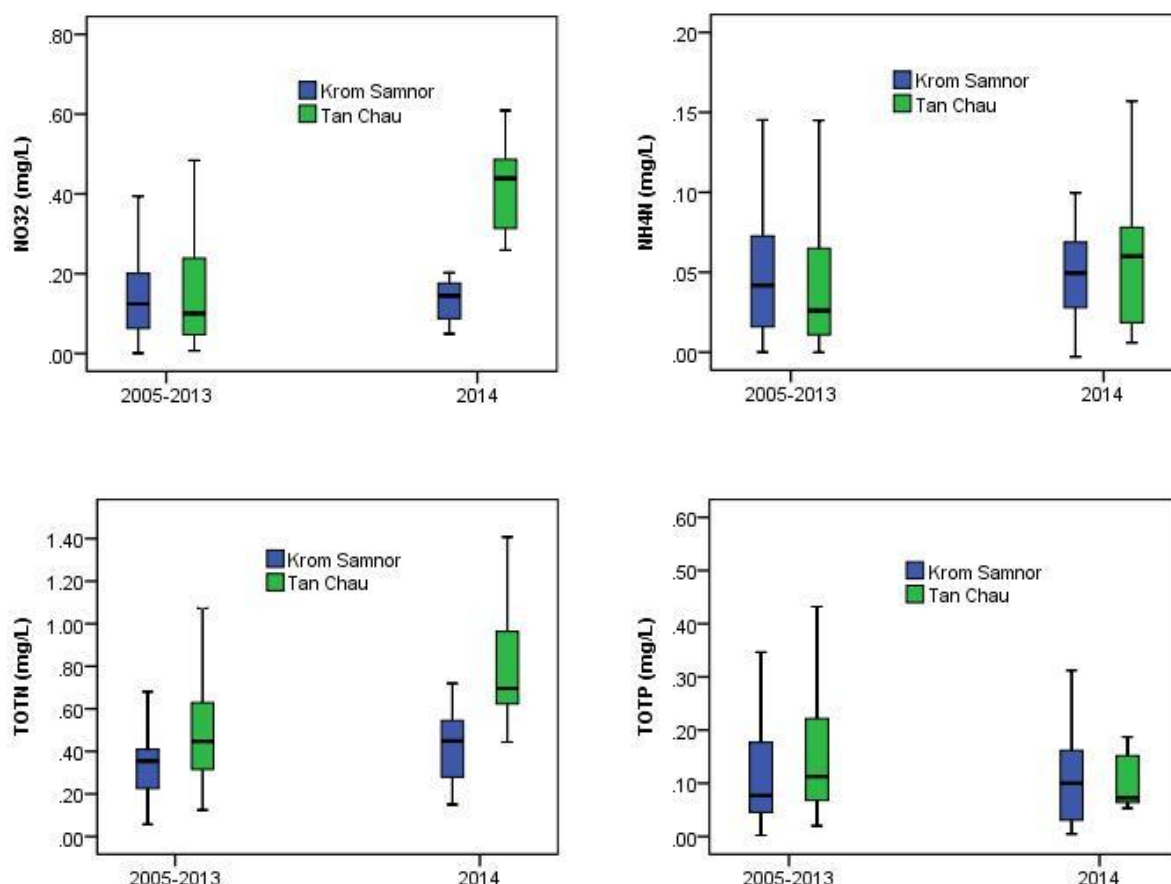 .80
.60
.40
.20
.00
NO32 (mg/L)
Krom Samnor
Tan Chau
2005-2013
2014
.20
.15
.10
.05
.00
NH4N (mg/L)
Krom Samnor
Tan Chau
2005-2013
2014
1.40
1.20
1.00
.80
.60
.40
.20
.00
TOTN (mg/L)
Krom Samnor
Tan Chau
2005-2013
2014
.60
.50
.40
.30
.20
.10
.00
TOTP (mg/L)
Krom Samnor
Tan Chau
2005-2013
2014